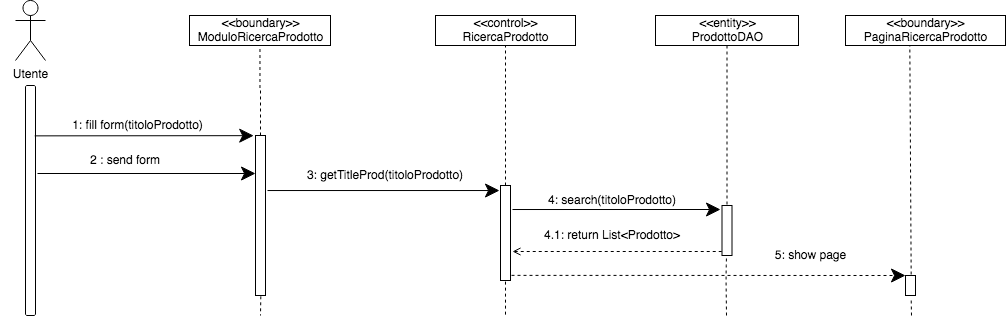 <<boundary>>
ModuloRicercaProdotto
<<control>>
RicercaProdotto
<<entity>>
ProdottoDAO
<<boundary>>
PaginaRicercaProdotto
Utente
1: fill form(titoloProdotto)
2 : send form
3: getTitleProd(titoloProdotto)
4: search(titoloProdotto)
4.1: return List<Prodotto>
5: show page